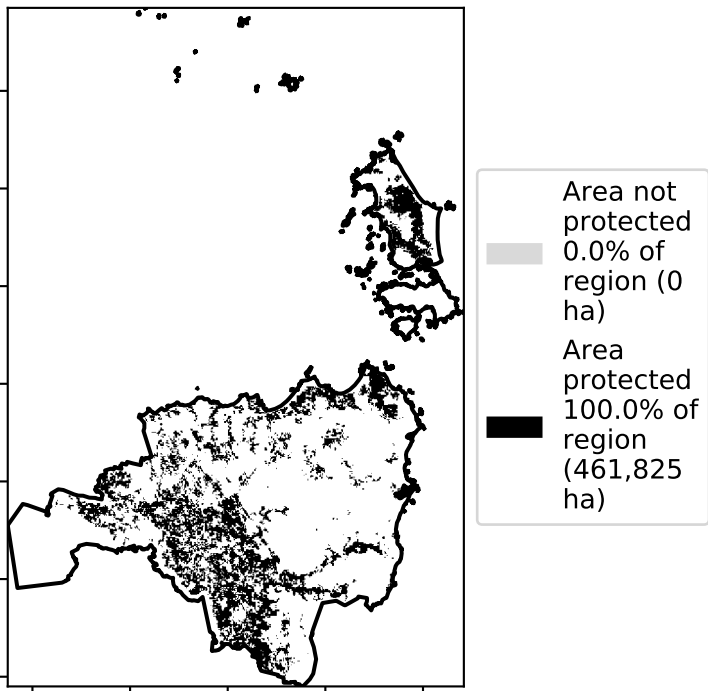 Area not
protected
0.0% of
region (0
ha)
Area
protected
100.0% of
region
(461,825
ha)